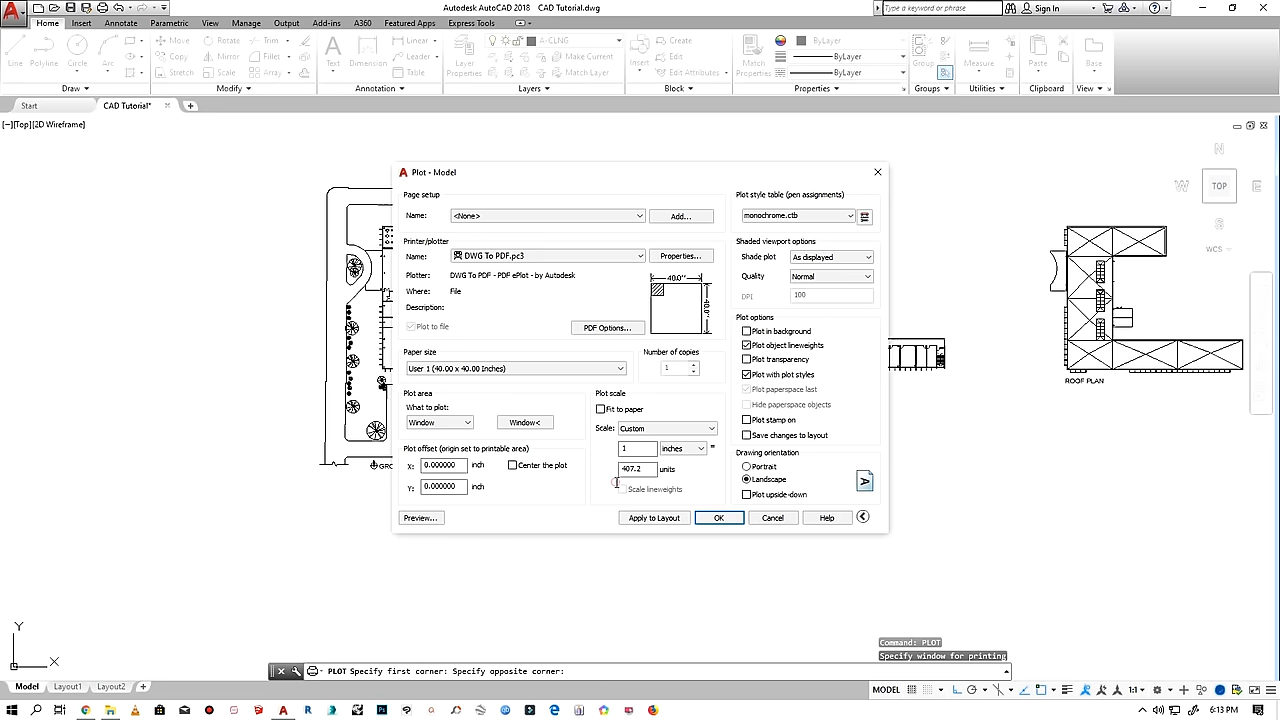 Autodesk AutoCAD 2018 CAD Tutorial.dwg
Type a keyword or phrase
Sign In
Home Insert Annotate Parametric View Manage Output Add-ins A360 Featured Apps Express Tools
Line Polyline Circle Arc
Move Rotate Trim
Copy Mirror Fillet
Stretch Scale Array
Text Dimension
Linear
Leader
Table
Layer Properties
A-CLNG
Make Current
Match Layer
Insert
Create
Edit
Edit Attributes
Match Properties
ByLayer
ByLayer
ByLayer
Group
Measure
Paste
Base
Draw Modify Annotation Layers Block Properties Groups Utilities Clipboard View
Start CAD Tutorial*
[−][Top][2D Wireframe]
N
W TOP E
S
WCS
ROOF PLAN
GRO
Plot - Model
Page setup
Name: <None> Add...
Printer/plotter
Name: DWG To PDF.pc3 Properties...
Plotter: DWG To PDF - PDF ePlot - by Autodesk
Where: File
Description:
Plot to file PDF Options...
40.0''
40.0''
Paper size
User 1 (40.00 x 40.00 Inches)
Number of copies
1
Plot area
What to plot:
Window Window<
Plot offset (origin set to printable area)
X: 0.000000 inch Center the plot
Y: 0.000000 inch
Plot scale
Fit to paper
Scale: Custom
1 inches =
407.2 units
Scale lineweights
Plot style table (pen assignments)
monochrome.ctb
Shaded viewport options
Shade plot As displayed
Quality Normal
DPI 100
Plot options
Plot in background
Plot object lineweights
Plot transparency
Plot with plot styles
Plot paperspace last
Hide paperspace objects
Plot stamp on
Save changes to layout
Drawing orientation
Portrait
Landscape
Plot upside-down
A
Preview... Apply to Layout OK Cancel Help
Y
X
Command: PLOT
Specify window for printing
PLOT Specify first corner: Specify opposite corner:
Model Layout1 Layout2
MODEL 1:1
6:13 PM